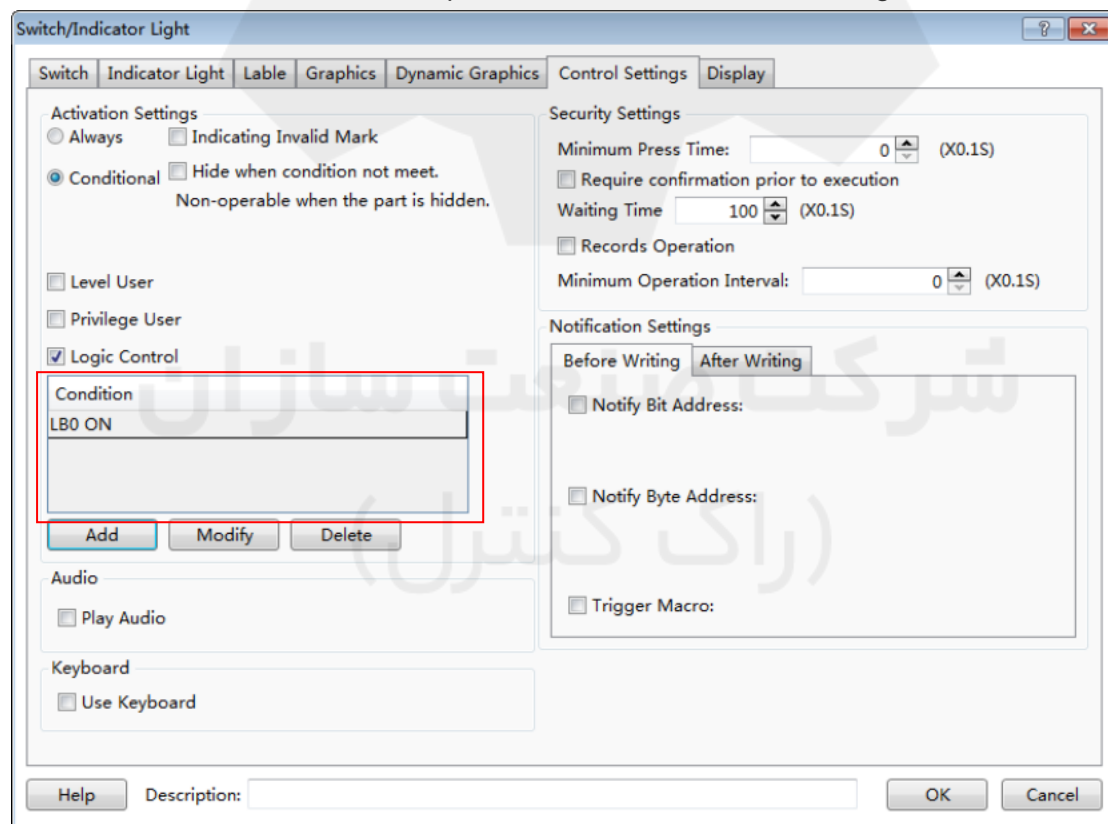 Switch/Indicator Light
Switch Indicator Light Lable Graphics Dynamic Graphics Control Settings Display
Activation Settings
Always Indicating Invalid Mark
Conditional Hide when condition not meet.
Non-operable when the part is hidden.
Level User
Privilege User
Logic Control
Condition
LB0 ON
Add Modify Delete
Audio
Play Audio
Keyboard
Use Keyboard
Security Settings
Minimum Press Time: 0 (X0.1S)
Require confirmation prior to execution
Waiting Time 100 (X0.1S)
Records Operation
Minimum Operation Interval: 0 (X0.1S)
Notification Settings
Before Writing After Writing
Notify Bit Address:
Notify Byte Address:
Trigger Macro:
Help Description: OK Cancel
شرکت صنعت سازان
(راک کنترل)